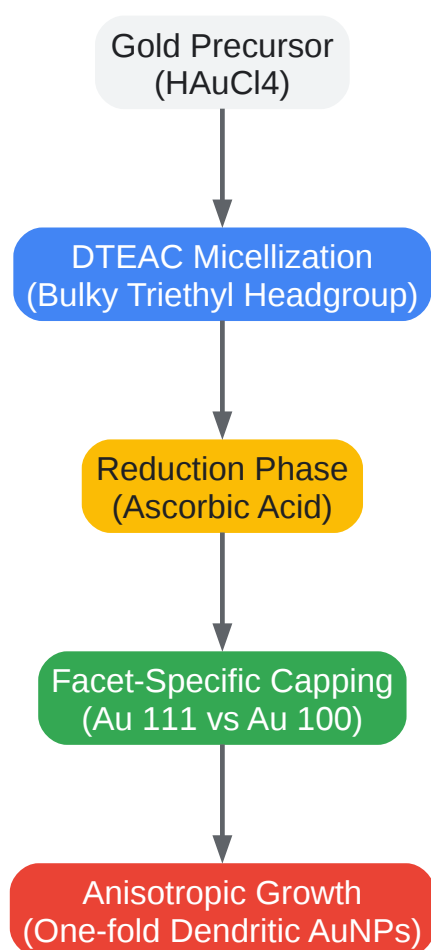 Gold Precursor
(HAuCl4)
DTEAC Micellization
(Bulky Triethyl Headgroup)
Reduction Phase
(Ascorbic Acid)
Facet-Specific Capping
(Au 111 vs Au 100)
Anisotropic Growth
(One-fold Dendritic AuNPs)